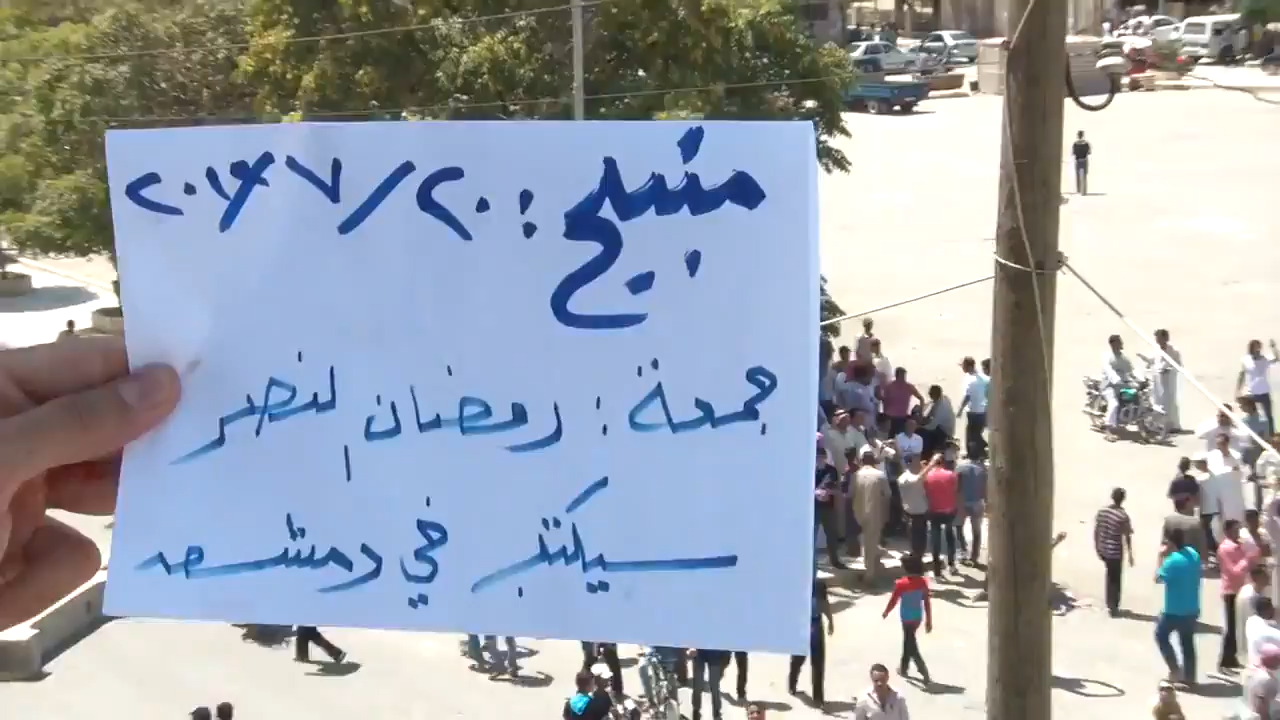 منبج : ٢٠/٧/٢٠١٢
جمعة : رمضان النصر
سيكتب في دمشق